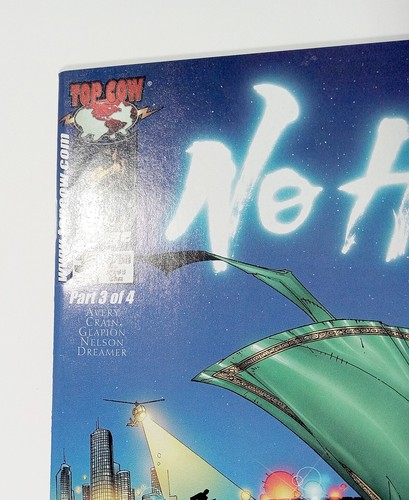 TOP COW
No H
www.topcow.com
Part 3 of 4
AVERY
CRAIN
GLAPION
NELSON
DREAMER